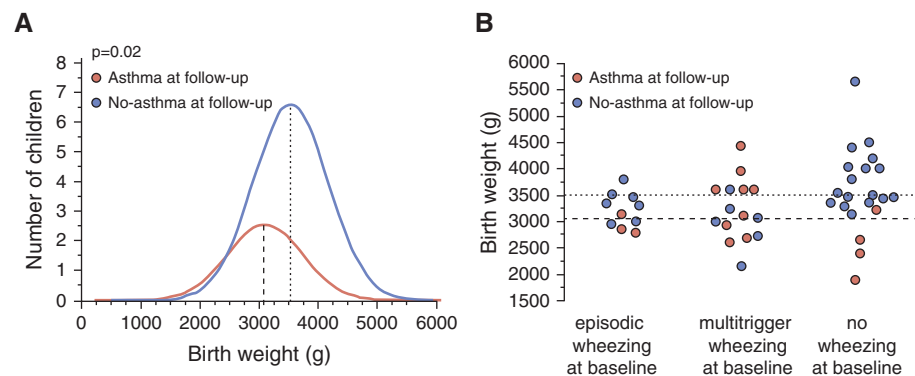 A
p=0.02
Asthma at follow-up
No-asthma at follow-up
Number of children
8
7
6
5
4
3
2
1
0
0
1000
2000
3000
4000
5000
6000
Birth weight (g)
B
Asthma at follow-up
No-asthma at follow-up
Birth weight (g)
6000
5500
5000
4500
4000
3500
3000
2500
2000
1500
episodic
wheezing
at baseline
multitrigger
wheezing
at baseline
no
wheezing
at baseline